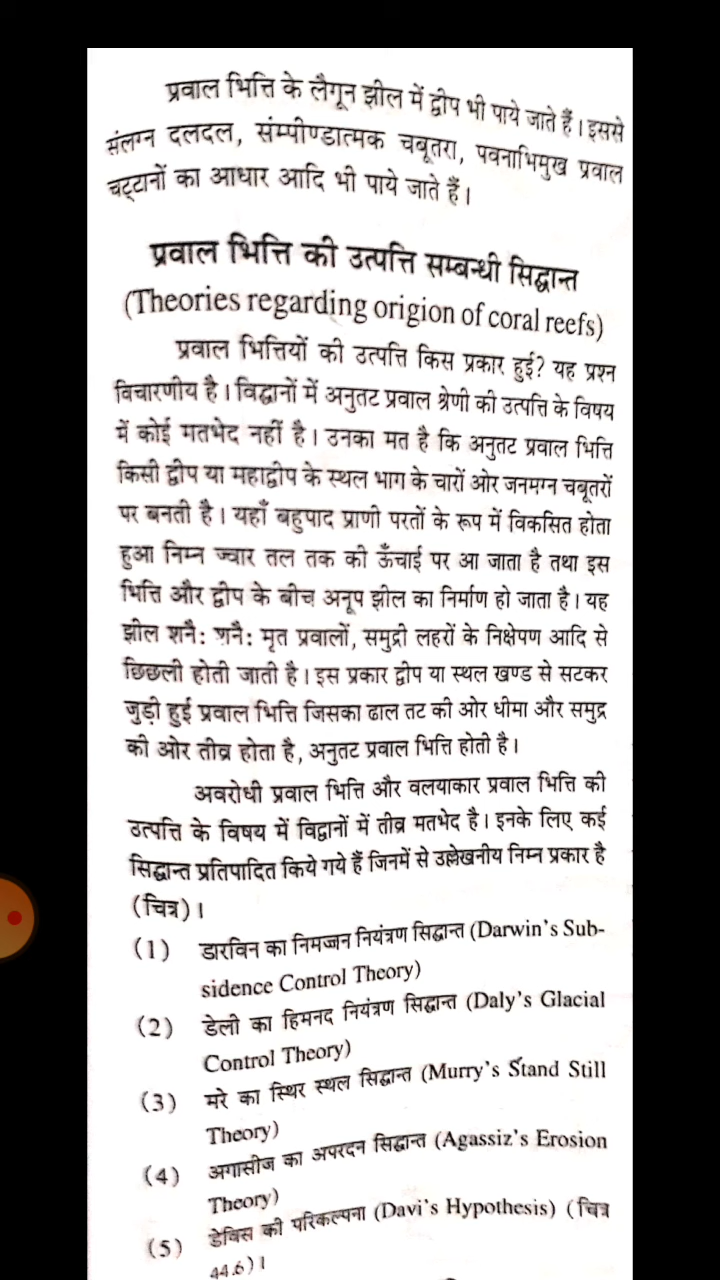 प्रवाल भित्ति के लैगून झील में द्वीप भी पाये जाते हैं। इससे
संलग्न दलदल, संम्पीण्डात्मक चबूतरा, पवनाभिमुख प्रवाल
चट्टानों का आधार आदि भी पाये जाते हैं।
प्रवाल भित्ति की उत्पत्ति सम्बन्धी सिद्धान्त
(Theories regarding origion of coral reefs)
प्रवाल भित्तियों की उत्पत्ति किस प्रकार हुई? यह प्रश्न
विचारणीय है। विद्वानों में अनुतट प्रवाल श्रेणी की उत्पत्ति के विषय
में कोई मतभेद नहीं है। उनका मत है कि अनुतट प्रवाल भित्ति
किसी द्वीप या महाद्वीप के स्थल भाग के चारों ओर जनमग्न चबूतरों
पर बनती है। यहाँ बहुपाद प्राणी परतों के रूप में विकसित होता
हुआ निम्न ज्वार तल तक की ऊँचाई पर आ जाता है तथा इस
भित्ति और द्वीप के बीच अनूप झील का निर्माण हो जाता है। यह
झील शनै: शनै: मृत प्रवालों, समुद्री लहरों के निक्षेपण आदि से
छिछली होती जाती है। इस प्रकार द्वीप या स्थल खण्ड से सटकर
जुड़ी हुई प्रवाल भित्ति जिसका ढाल तट की ओर धीमा और समुद्र
की ओर तीव्र होता है, अनुतट प्रवाल भित्ति होती है।
अवरोधी प्रवाल भित्ति और वलयाकार प्रवाल भित्ति की
उत्पत्ति के विषय में विद्वानों में तीव्र मतभेद है। इनके लिए कई
सिद्धान्त प्रतिपादित किये गये हैं जिनमें से उल्लेखनीय निम्न प्रकार है
(चित्र)।
(1) डारविन का निमज्जन नियंत्रण सिद्धान्त (Darwin's Sub-
sidence Control Theory)
(2) डेली का हिमनद नियंत्रण सिद्धान्त (Daly's Glacial
Control Theory)
(3) मरे का स्थिर स्थल सिद्धान्त (Murry's Stand Still
Theory)
(4) अगासीज का अपरदन सिद्धान्त (Agassiz's Erosion
Theory)
(5) डेविस की परिकल्पना (Davi's Hypothesis) (चित्र
44.6)।